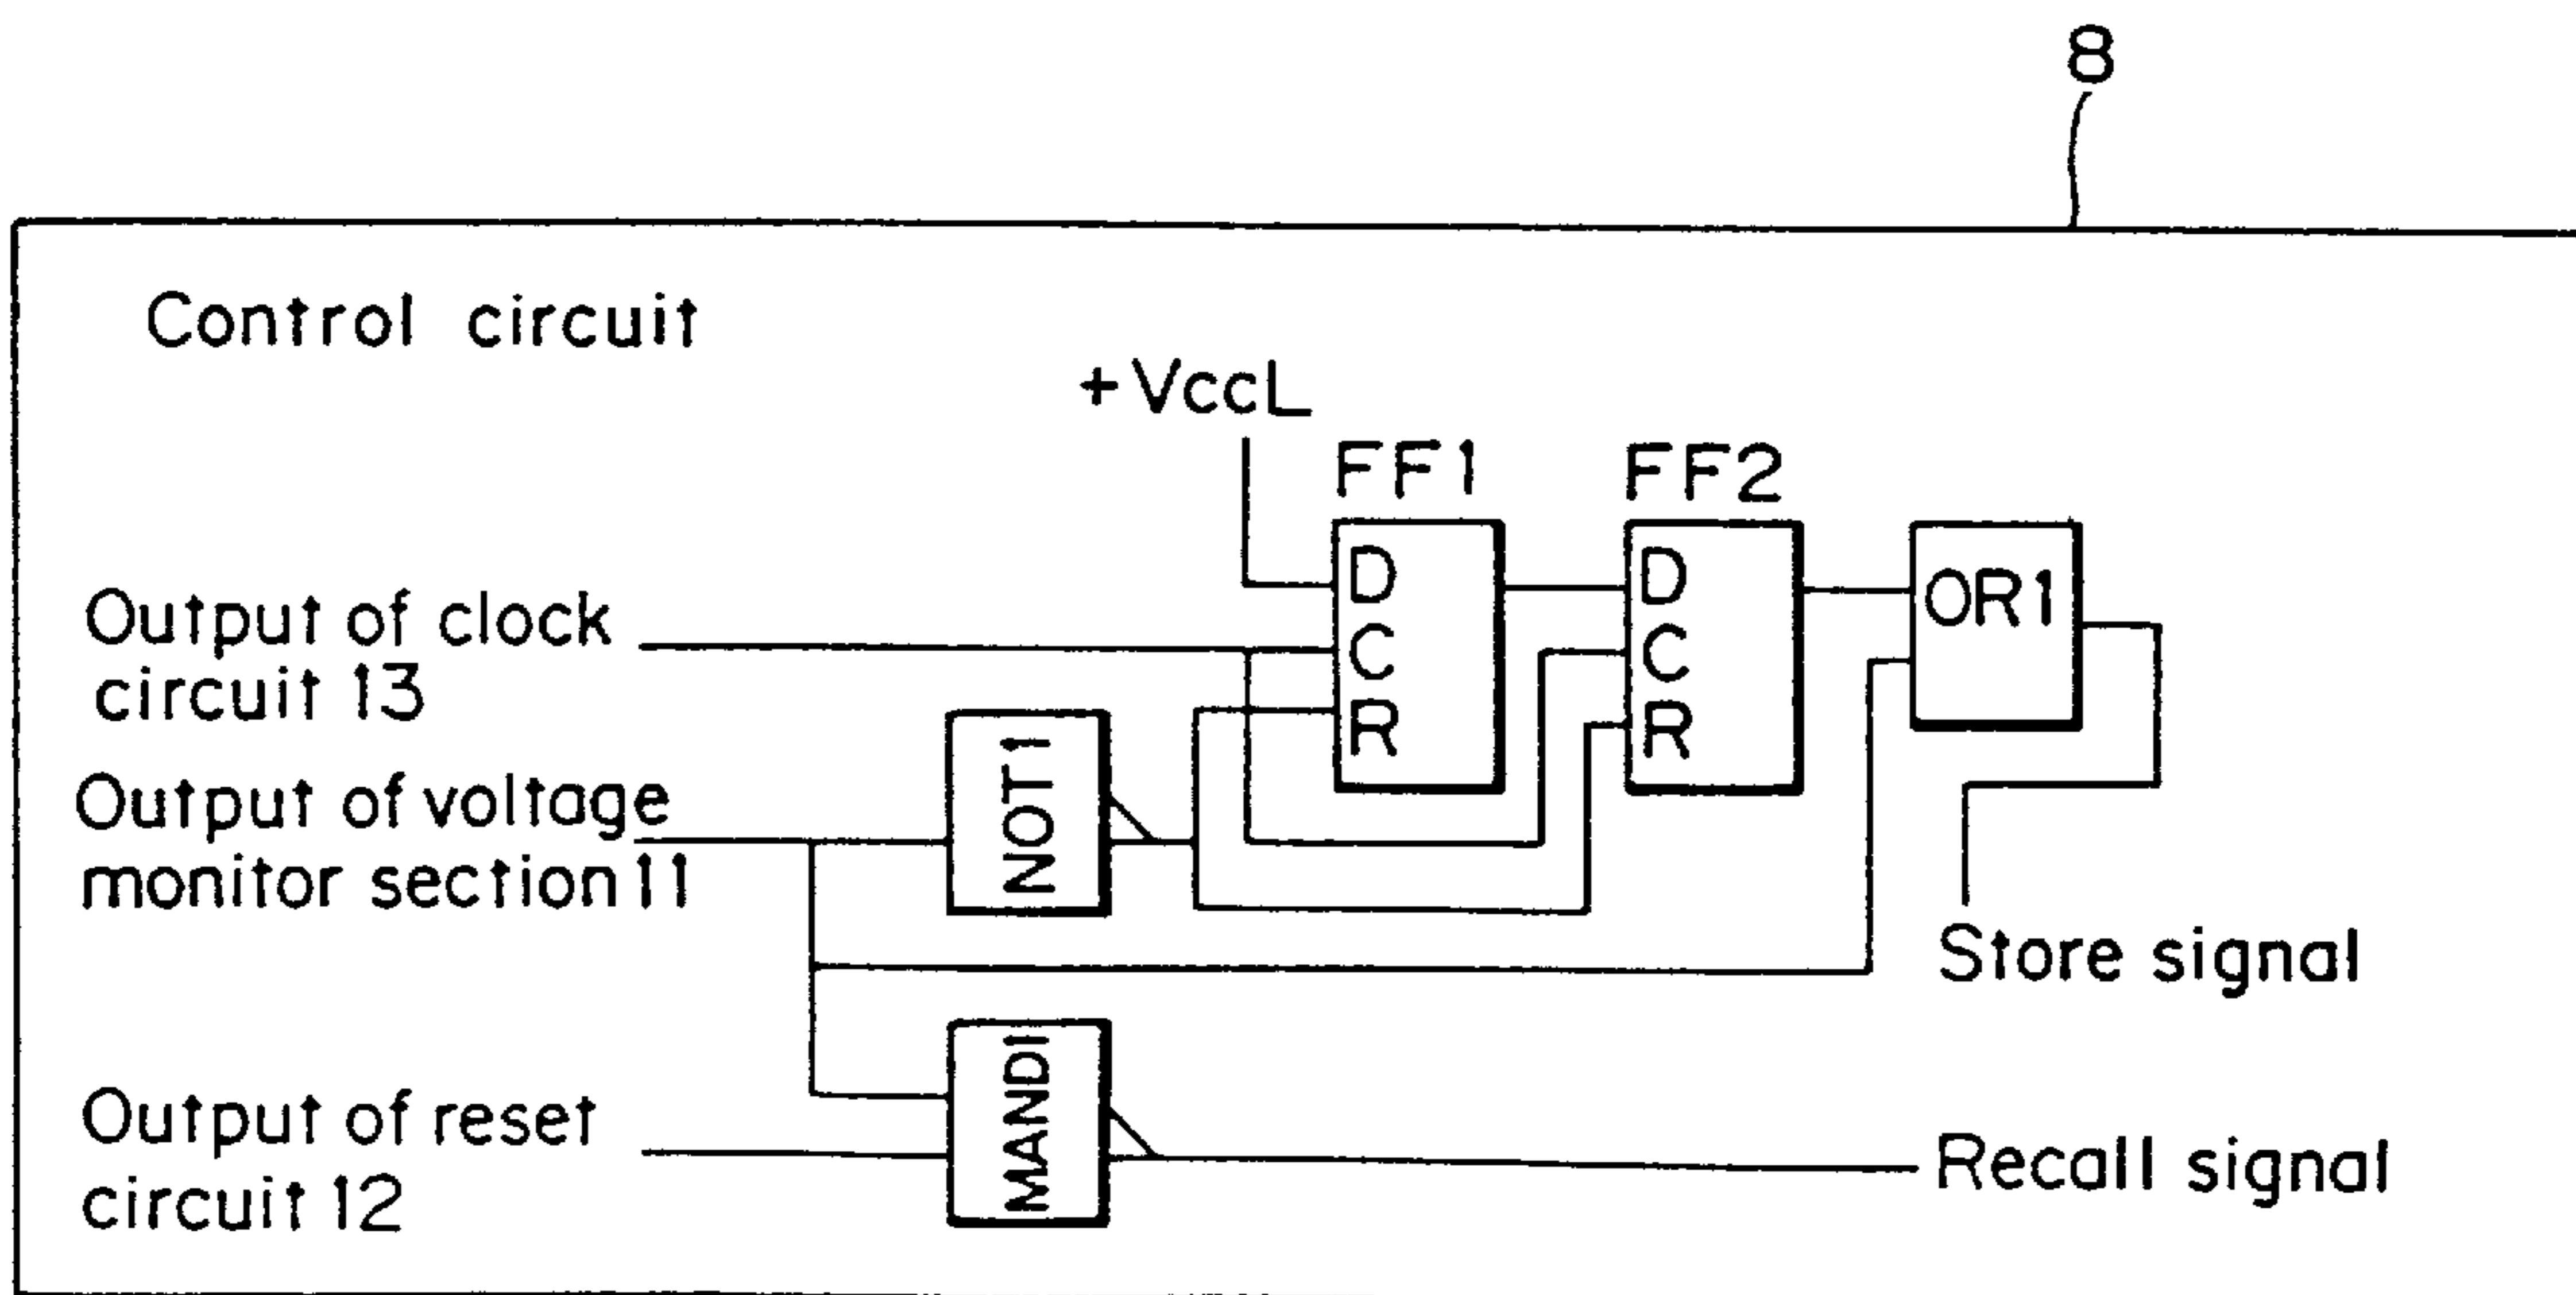 8
Control circuit
+VccL
FF1
FF2
D
C
R
D
C
R
OR1
Output of clock
circuit 13
NOT1
Output of voltage
monitor section 11
Store signal
MAND1
Output of reset
circuit 12
Recall signal